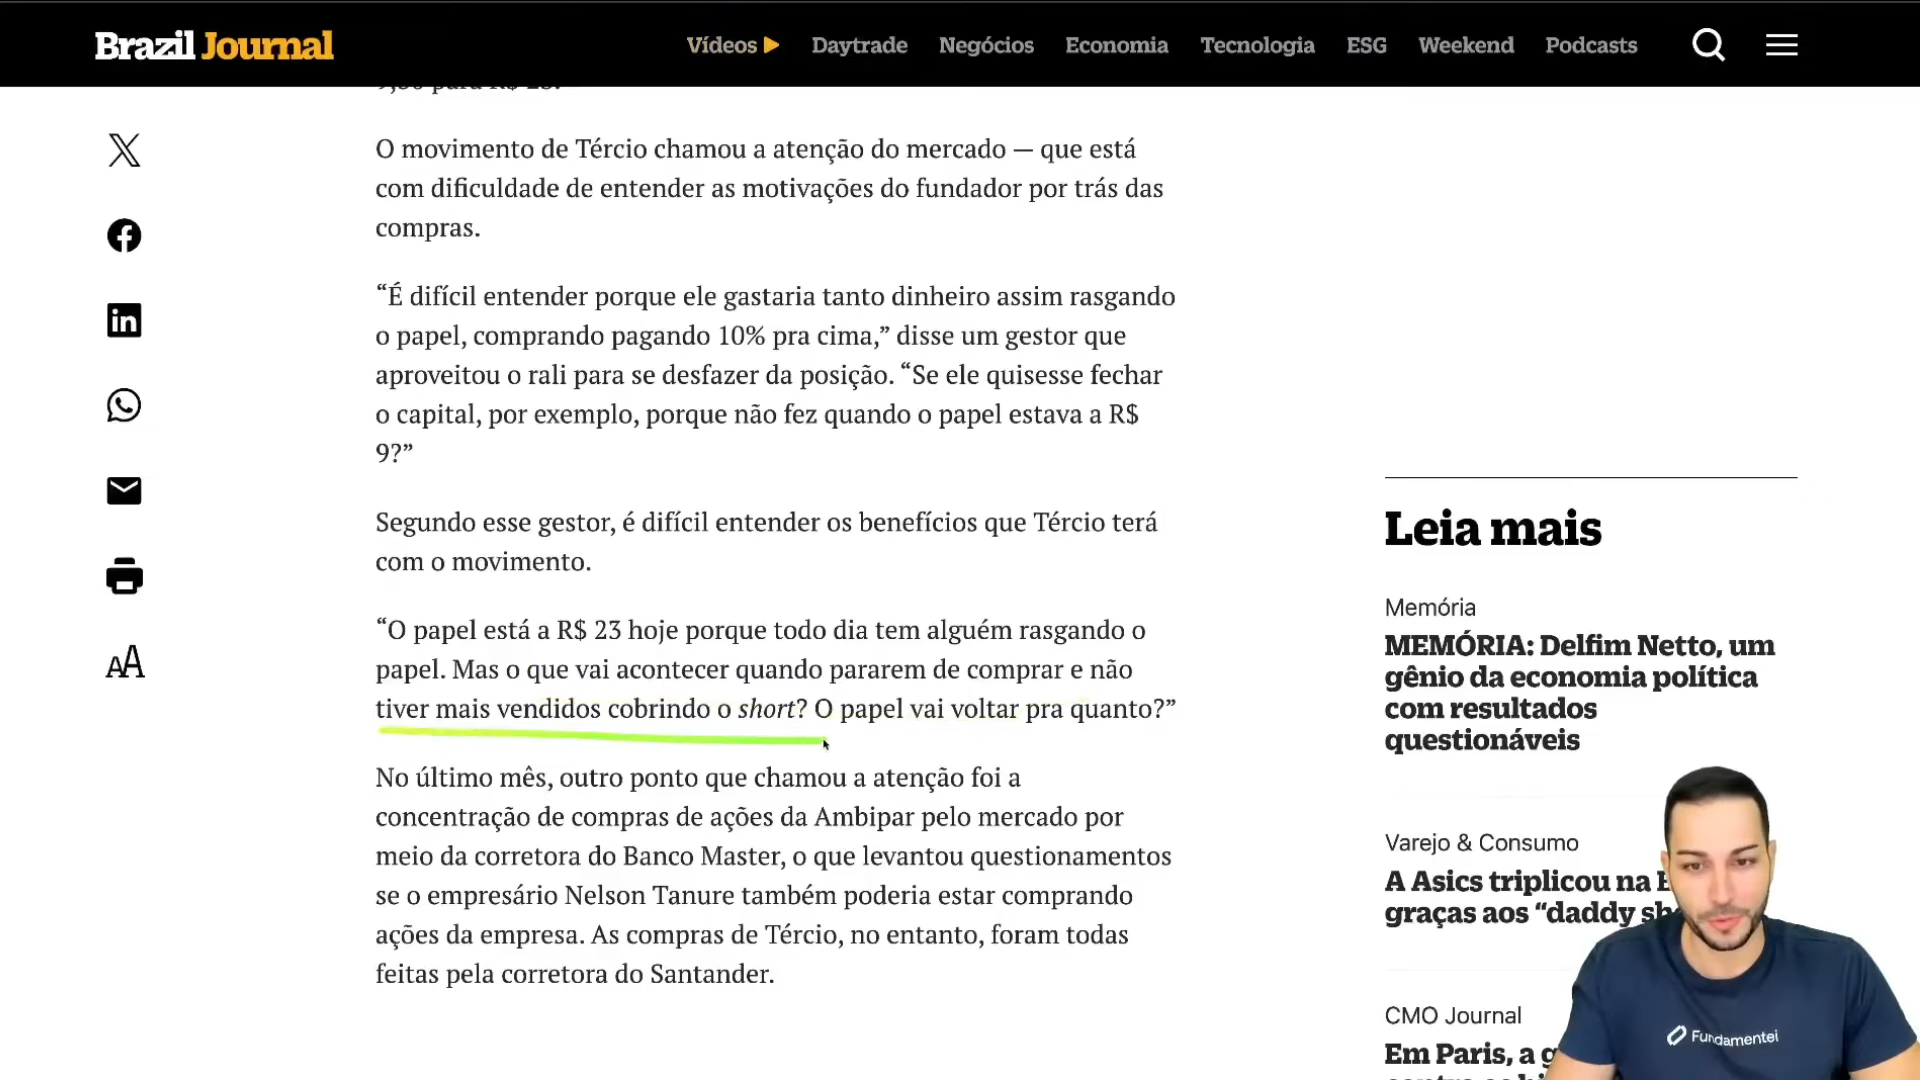 Brazil Journal
Vídeos Daytrade Negócios Economia Tecnologia ESG Weekend Podcasts
O movimento de Tércio chamou a atenção do mercado — que está
com dificuldade de entender as motivações do fundador por trás das
compras.
“É difícil entender porque ele gastaria tanto dinheiro assim rasgando
o papel, comprando pagando 10% pra cima,” disse um gestor que
aproveitou o rali para se desfazer da posição. “Se ele quisesse fechar
o capital, por exemplo, porque não fez quando o papel estava a R$
9?”
Segundo esse gestor, é difícil entender os benefícios que Tércio terá
com o movimento.
“O papel está a R$ 23 hoje porque todo dia tem alguém rasgando o
papel. Mas o que vai acontecer quando pararem de comprar e não
tiver mais vendidos cobrindo o short? O papel vai voltar pra quanto?”
No último mês, outro ponto que chamou a atenção foi a
concentração de compras de ações da Ambipar pelo mercado por
meio da corretora do Banco Master, o que levantou questionamentos
se o empresário Nelson Tanure também poderia estar comprando
ações da empresa. As compras de Tércio, no entanto, foram todas
feitas pela corretora do Santander.
AA
Leia mais
Memória
MEMÓRIA: Delfim Netto, um
gênio da economia política
com resultados
questionáveis
Varejo & Consumo
A Asics triplicou na
graças aos “daddy
CMO Journal
Em Paris, a
Fundamentei